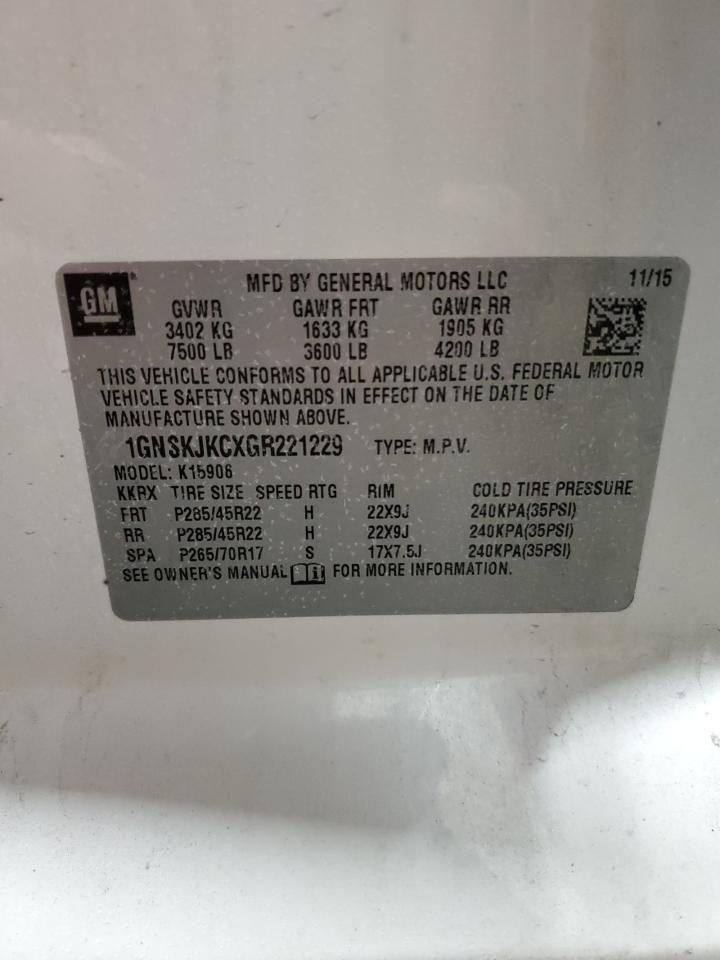 GM
MFD BY GENERAL MOTORS LLC 11/15
GVWR GAWR FRT GAWR RR
3402 KG 1633 KG 1905 KG
7500 LB 3600 LB 4200 LB
THIS VEHICLE CONFORMS TO ALL APPLICABLE U.S. FEDERAL MOTOR
VEHICLE SAFETY STANDARDS IN EFFECT ON THE DATE OF
MANUFACTURE SHOWN ABOVE.
1GNSKJKCXGR221229 TYPE: M.P.V.
MODEL: K15906
KKRX TIRE SIZE SPEED RTG RIM COLD TIRE PRESSURE
FRT P285/45R22 H 22X9J 240KPA(35PSI)
RR P285/45R22 H 22X9J 240KPA(35PSI)
SPA P265/70R17 S 17X7.5J 240KPA(35PSI)
SEE OWNER'S MANUAL FOR MORE INFORMATION.